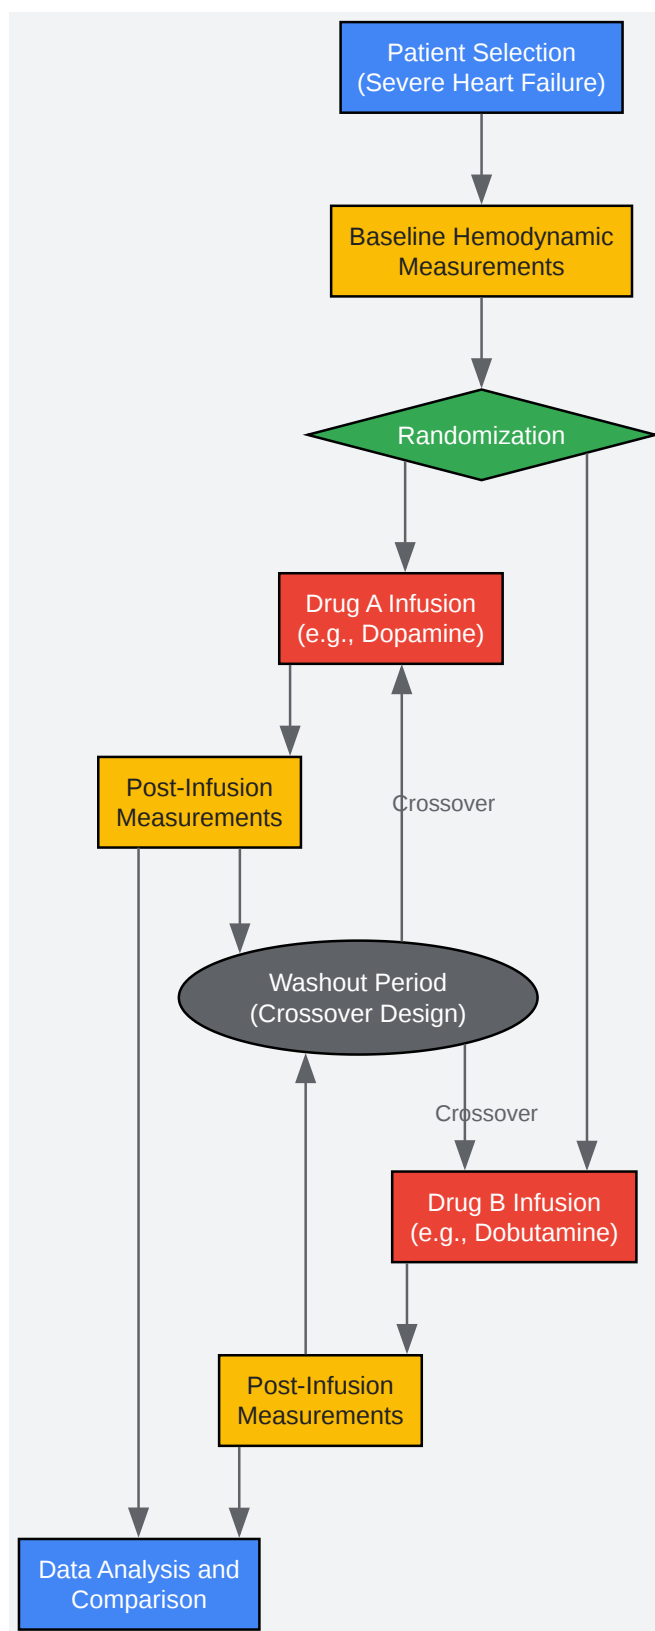 Patient Selection
(Severe Heart Failure)
Baseline Hemodynamic
Measurements
Randomization
Drug A Infusion
(e.g., Dopamine)
Post-Infusion
Measurements
Crossover
Washout Period
(Crossover Design)
Crossover
Drug B Infusion
(e.g., Dobutamine)
Post-Infusion
Measurements
Data Analysis and
Comparison